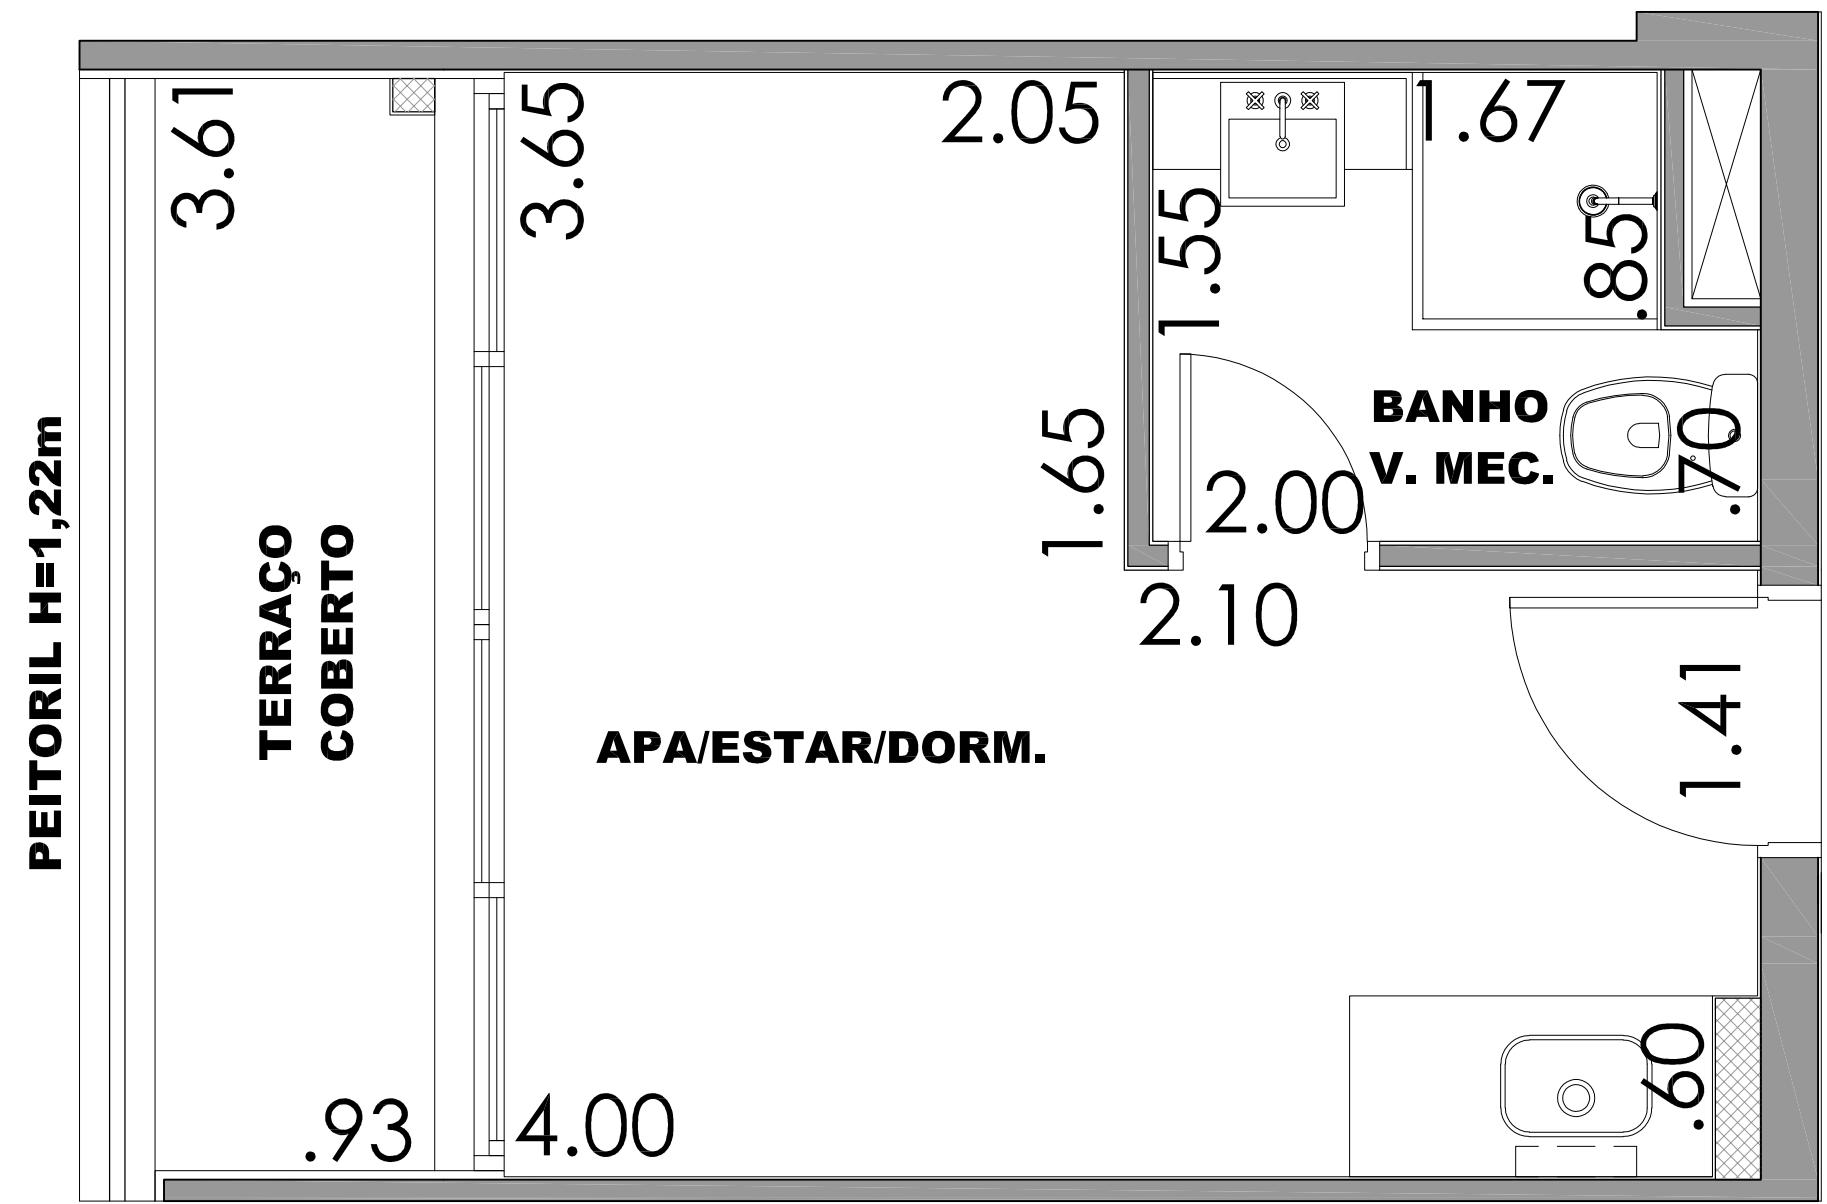 3.61
3.65
2.05
1.67
1.55
.85
PEITORIL H=1,22m
TERRAÇO
COBERTO
1.65
BANHO
V. MEC.
.70
2.00
2.10
1.41
APA/ESTAR/DORM.
.60
.93
4.00